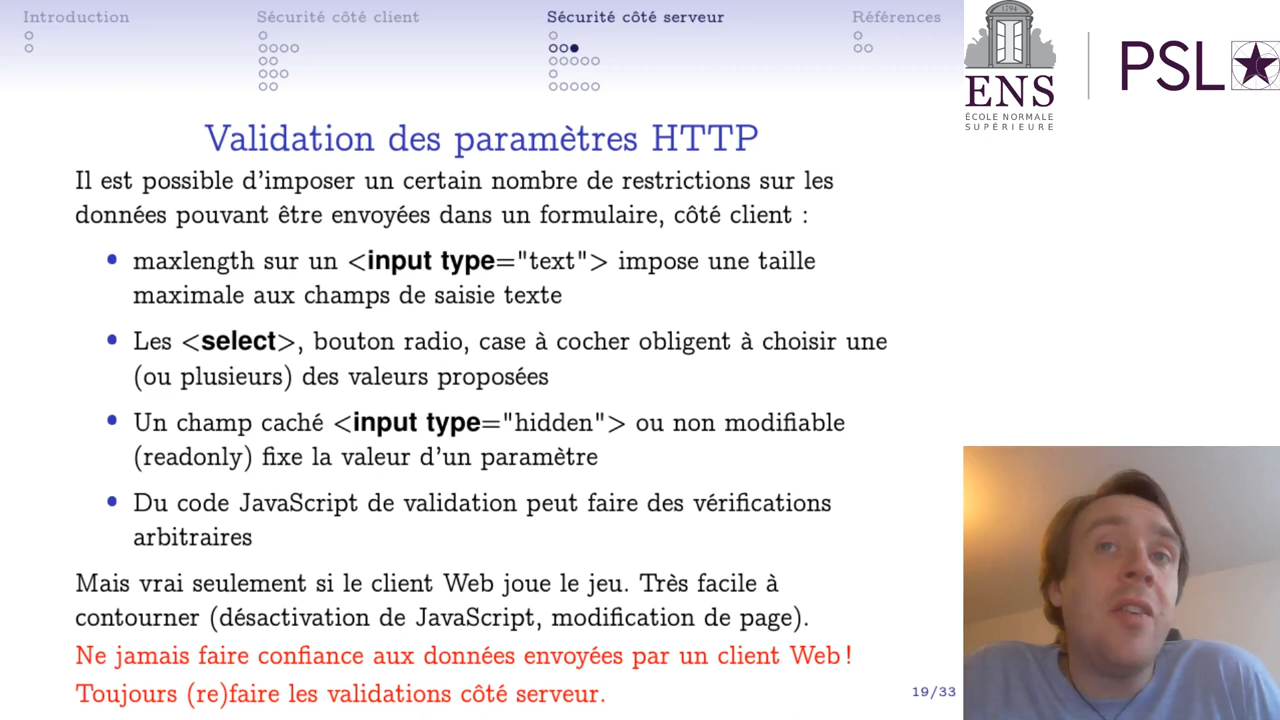 Introduction
Sécurité côté client
Sécurité côté serveur
Références
1794
ENS
ÉCOLE NORMALE
SUPÉRIEURE
PSL
Validation des paramètres HTTP
Il est possible d'imposer un certain nombre de restrictions sur les
données pouvant être envoyées dans un formulaire, côté client :
• maxlength sur un <input type="text"> impose une taille
maximale aux champs de saisie texte
• Les <select>, bouton radio, case à cocher obligent à choisir une
(ou plusieurs) des valeurs proposées
• Un champ caché <input type="hidden"> ou non modifiable
(readonly) fixe la valeur d'un paramètre
• Du code JavaScript de validation peut faire des vérifications
arbitraires
Mais vrai seulement si le client Web joue le jeu. Très facile à
contourner (désactivation de JavaScript, modification de page).
Ne jamais faire confiance aux données envoyées par un client Web !
Toujours (re)faire les validations côté serveur.
19/33